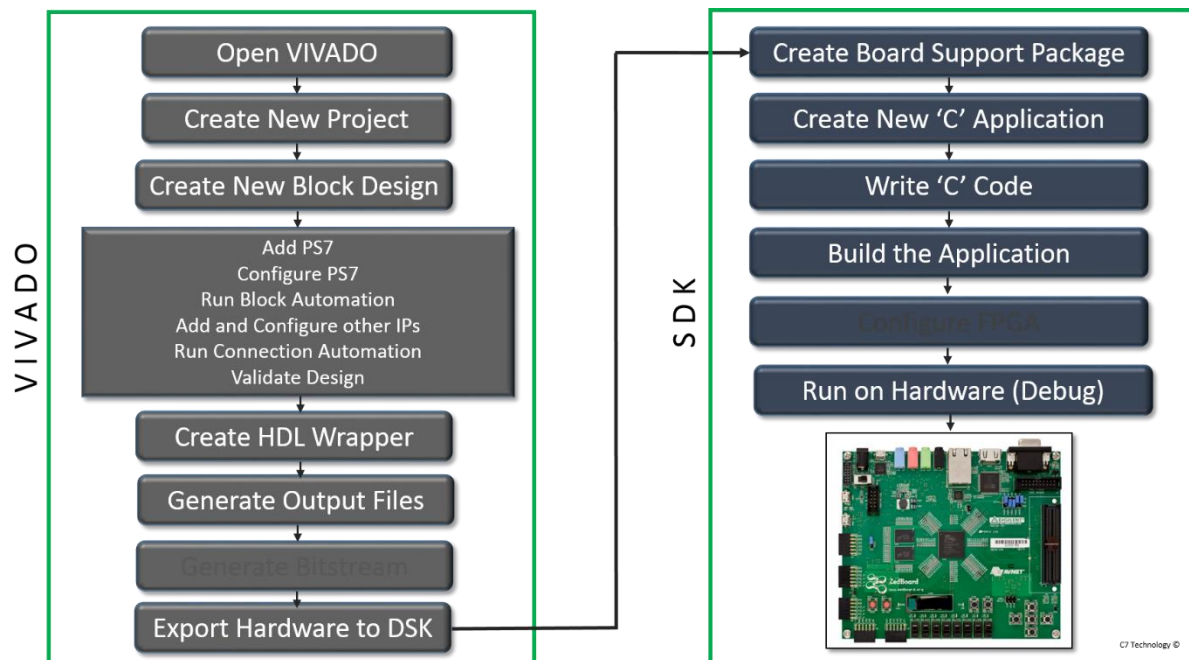 VIVADO
Open VIVADO
Create New Project
Create New Block Design
Add PS7
Configure PS7
Run Block Automation
Add and Configure other IPs
Run Connection Automation
Validate Design
Create HDL Wrapper
Generate Output Files
Generate Bitstream
Export Hardware to DSK
SDK
Create Board Support Package
Create New ‘C’ Application
Write ‘C’ Code
Build the Application
Configure FPGA
Run on Hardware (Debug)
AVNET
ZedBoard
C7 Technology ©